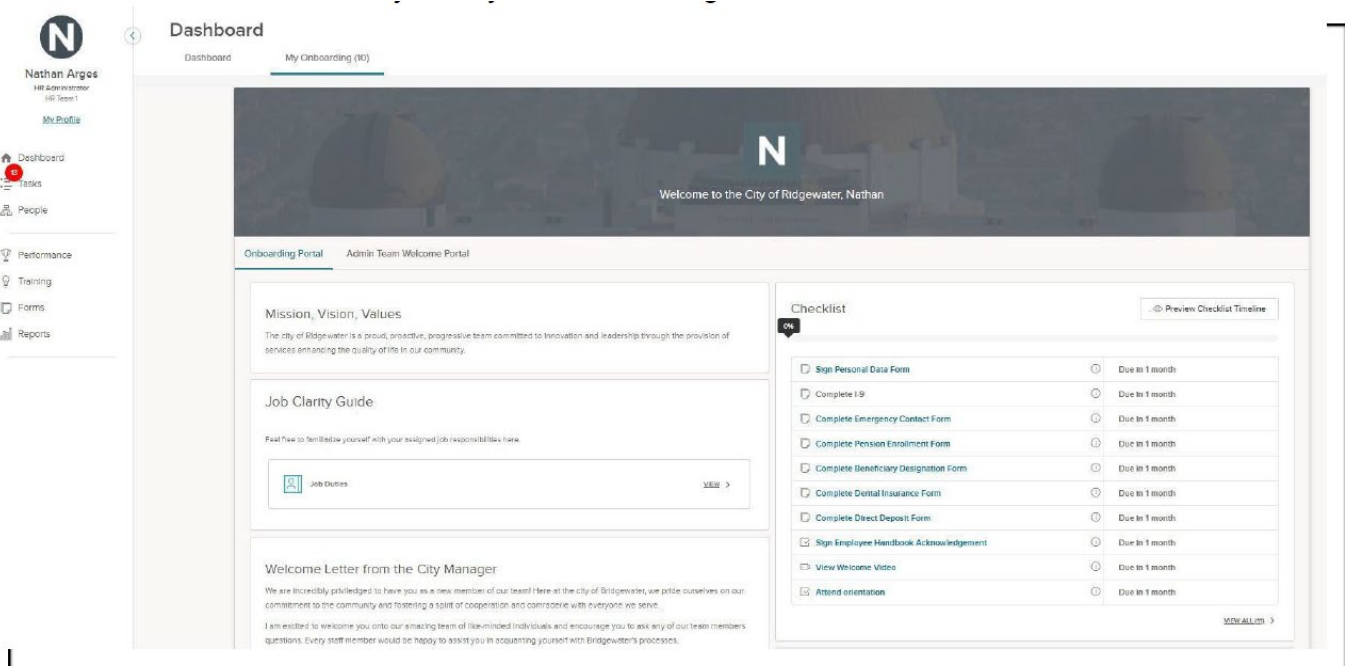 N
Nathan Arges
HR Administrator
HR Team 1
My Profile
Dashboard
Tasks
People
Performance
Training
Forms
Reports
Dashboard
Dashboard
My Onboarding (10)
N
Welcome to the City of Ridgewater, Nathan
Onboarding Portal
Admin Team Welcome Portal
Mission, Vision, Values
The city of Ridgewater is a proud, proactive, progressive team committed to innovation and leadership through the provision of
services enhancing the quality of life in our community.
Job Clarity Guide
Feel free to familiarize yourself with your assigned job responsibilities here.
Job Duties
VIEW >
Welcome Letter from the City Manager
We are incredibly priviledged to have you as a new member of our team! Here at the city of Bridgewater, we pride ourselves on our
commitment to the community and fostering a spirit of cooperation and comraderie with everyone we serve.
I am excited to welcome you onto our amazing team of like-minded individuals and encourage you to ask any of our team members
questions. Every staff member would be happy to assist you in acquanting yourself with Bridgewater's processes.
Checklist
Preview Checklist Timeline
0%
Sign Personal Data Form Due in 1 month
Complete I-9 Due in 1 month
Complete Emergency Contact Form Due in 1 month
Complete Pension Enrollment Form Due in 1 month
Complete Beneficiary Designation Form Due in 1 month
Complete Dental Insurance Form Due in 1 month
Complete Direct Deposit Form Due in 1 month
Sign Employee Handbook Acknowledgement Due in 1 month
View Welcome Video Due in 1 month
Attend orientation Due in 1 month
VIEW ALL